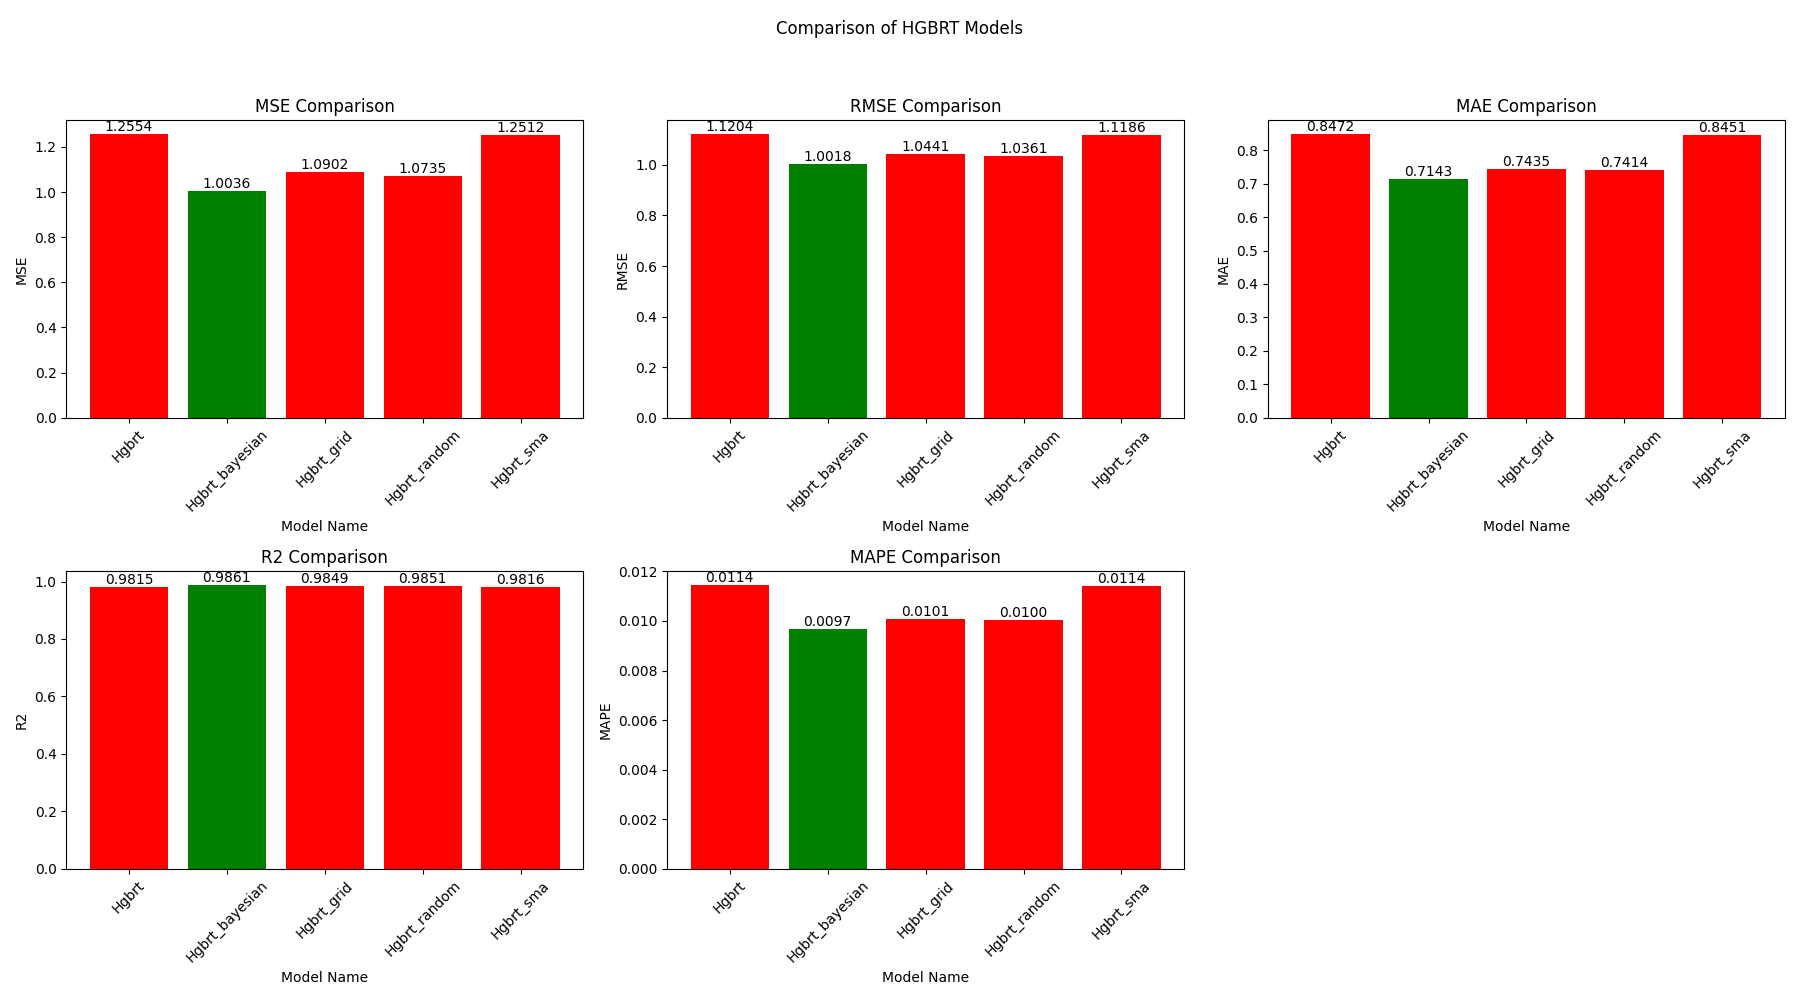 Comparison of HGBRT Models
MSE Comparison
1.2554
1.0036
1.0902
1.0735
1.2512
MSE
1.2
1.0
0.8
0.6
0.4
0.2
0.0
Hgbrt
Hgbrt_bayesian
Hgbrt_grid
Hgbrt_random
Hgbrt_sma
Model Name
RMSE Comparison
1.1204
1.0018
1.0441
1.0361
1.1186
RMSE
1.0
0.8
0.6
0.4
0.2
0.0
Hgbrt
Hgbrt_bayesian
Hgbrt_grid
Hgbrt_random
Hgbrt_sma
Model Name
MAE Comparison
0.8472
0.7143
0.7435
0.7414
0.8451
MAE
0.8
0.7
0.6
0.5
0.4
0.3
0.2
0.1
0.0
Hgbrt
Hgbrt_bayesian
Hgbrt_grid
Hgbrt_random
Hgbrt_sma
Model Name
R2 Comparison
0.9815
0.9861
0.9849
0.9851
0.9816
R2
1.0
0.8
0.6
0.4
0.2
0.0
Hgbrt
Hgbrt_bayesian
Hgbrt_grid
Hgbrt_random
Hgbrt_sma
Model Name
MAPE Comparison
0.0114
0.0097
0.0101
0.0100
0.0114
MAPE
0.012
0.010
0.008
0.006
0.004
0.002
0.000
Hgbrt
Hgbrt_bayesian
Hgbrt_grid
Hgbrt_random
Hgbrt_sma
Model Name